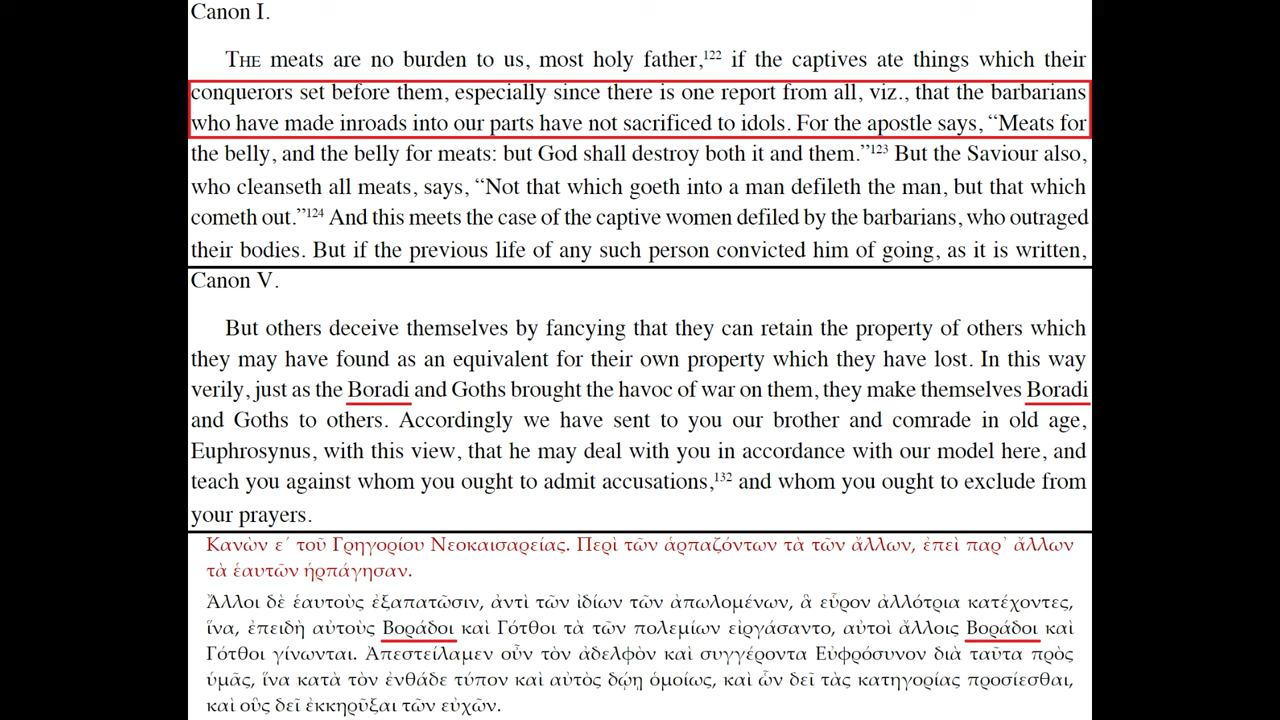 Canon I.
THE meats are no burden to us, most holy father,122 if the captives ate things which their
conquerors set before them, especially since there is one report from all, viz., that the barbarians
who have made inroads into our parts have not sacrificed to idols. For the apostle says, “Meats for
the belly, and the belly for meats: but God shall destroy both it and them.”123 But the Saviour also,
who cleanseth all meats, says, “Not that which goeth into a man defileth the man, but that which
cometh out.”124 And this meets the case of the captive women defiled by the barbarians, who outraged
their bodies. But if the previous life of any such person convicted him of going, as it is written,
Canon V.
But others deceive themselves by fancying that they can retain the property of others which
they may have found as an equivalent for their own property which they have lost. In this way
verily, just as the Boradi and Goths brought the havoc of war on them, they make themselves Boradi
and Goths to others. Accordingly we have sent to you our brother and comrade in old age,
Euphrosynus, with this view, that he may deal with you in accordance with our model here, and
teach you against whom you ought to admit accusations,132 and whom you ought to exclude from
your prayers.
Κανὼν ε΄ τοῦ Γρηγορίου Νεοκαισαρείας. Περὶ τῶν ἁρπαζόντων τὰ τῶν ἄλλων, ἐπεὶ παρ᾽ ἄλλων
τὰ ἑαυτῶν ἡρπάγησαν.
Ἄλλοι δὲ ἑαυτοὺς ἐξαπατῶσιν, ἀντὶ τῶν ἰδίων τῶν ἀπωλομένων, ἃ εὗρον ἀλλότρια κατέχοντες,
ἵνα, ἐπειδὴ αὐτοὺς Βοράδοι καὶ Γότθοι τὰ τῶν πολεμίων εἰργάσαντο, αὐτοὶ ἄλλοις Βοράδοι καὶ
Γότθοι γίνωνται. Ἀπεστείλαμεν οὖν τὸν ἀδελφὸν καὶ συγγέροντα Εὐφρόσυνον διὰ ταῦτα πρὸς
ὑμᾶς, ἵνα κατὰ τὸν ἐνθάδε τύπον καὶ αὐτὸς δῴη ὁμοίως, καὶ ὧν δεῖ τὰς κατηγορίας προσίεσθαι,
καὶ οὓς δεῖ ἐκκηρῦξαι τῶν εὐχῶν.